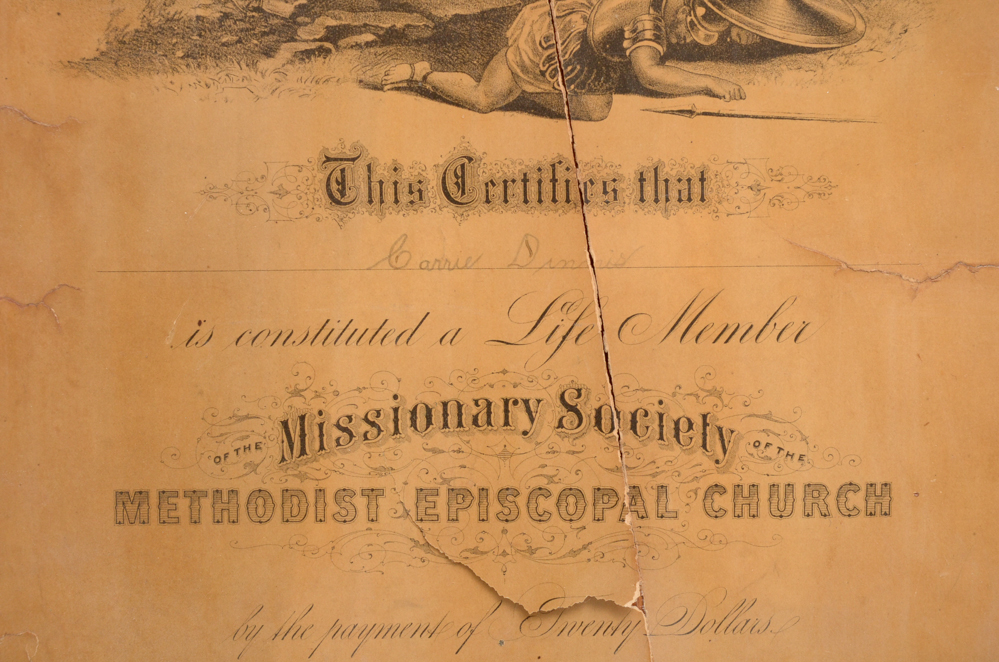 This Certifies that
Carrie Dinnis
is constituted a Life Member
OF THE Missionary Society OF THE
METHODIST EPISCOPAL CHURCH
by the payment of Twenty Dollars